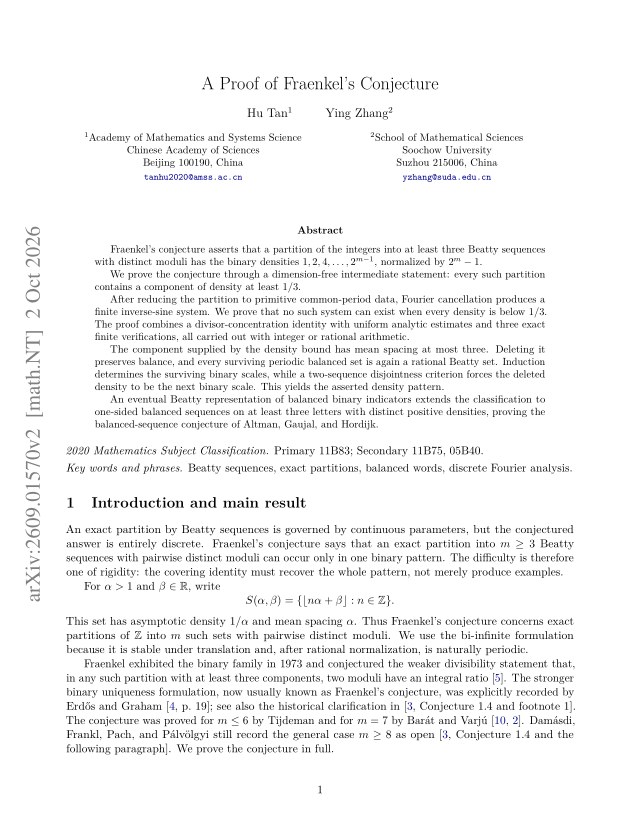 A Proof of Fraenkel's Conjecture
Hu Tan¹ Ying Zhang²
¹Academy of Mathematics and Systems Science
Chinese Academy of Sciences
Beijing 100190, China
tanhu2020@amss.ac.cn
²School of Mathematical Sciences
Soochow University
Suzhou 215006, China
yzhang@suda.edu.cn
Abstract
Fraenkel's conjecture asserts that a partition of the integers into at least three Beatty sequences
with distinct moduli has the binary densities 1, 2, 4, . . . , 2ᵐ⁻¹, normalized by 2ᵐ − 1.
We prove the conjecture through a dimension-free intermediate statement: every such partition
contains a component of density at least 1/3.
After reducing the partition to primitive common-period data, Fourier cancellation produces a
finite inverse-sine system. We prove that no such system can exist when every density is below 1/3.
The proof combines a divisor-concentration identity with uniform analytic estimates and three exact
finite verifications, all carried out with integer or rational arithmetic.
The component supplied by the density bound has mean spacing at most three. Deleting it
preserves balance, and every surviving periodic balanced set is again a rational Beatty set. Induction
determines the surviving binary scales, while a two-sequence disjointness criterion forces the deleted
density to be the next binary scale. This yields the asserted density pattern.
An eventual Beatty representation of balanced binary indicators extends the classification to
one-sided balanced sequences on at least three letters with distinct positive densities, proving the
balanced-sequence conjecture of Altman, Gaujal, and Hordijk.
2020 Mathematics Subject Classification. Primary 11B83; Secondary 11B75, 05B40.
Key words and phrases. Beatty sequences, exact partitions, balanced words, discrete Fourier analysis.
1 Introduction and main result
An exact partition by Beatty sequences is governed by continuous parameters, but the conjectured
answer is entirely discrete. Fraenkel's conjecture says that an exact partition into m ≥ 3 Beatty
sequences with pairwise distinct moduli can occur only in one binary pattern. The difficulty is therefore
one of rigidity: the covering identity must recover the whole pattern, not merely produce examples.
For α > 1 and β ∈ ℝ, write
S(α, β) = {⌊nα + β⌋ : n ∈ ℤ}.
This set has asymptotic density 1/α and mean spacing α. Thus Fraenkel's conjecture concerns exact
partitions of ℤ into m such sets with pairwise distinct moduli. We use the bi-infinite formulation
because it is stable under translation and, after rational normalization, is naturally periodic.
Fraenkel exhibited the binary family in 1973 and conjectured the weaker divisibility statement that,
in any such partition with at least three components, two moduli have an integral ratio [5]. The stronger
binary uniqueness formulation, now usually known as Fraenkel's conjecture, was explicitly recorded by
Erdős and Graham [4, p. 19]; see also the historical clarification in [3, Conjecture 1.4 and footnote 1].
The conjecture was proved for m ≤ 6 by Tijdeman and for m = 7 by Barát and Varjú [10, 2]. Damásdi,
Frankl, Pach, and Pálvölgyi still record the general case m ≥ 8 as open [3, Conjecture 1.4 and the
following paragraph]. We prove the conjecture in full.
1
arXiv:2609.01570v2 [math.NT] 2 Oct 2026